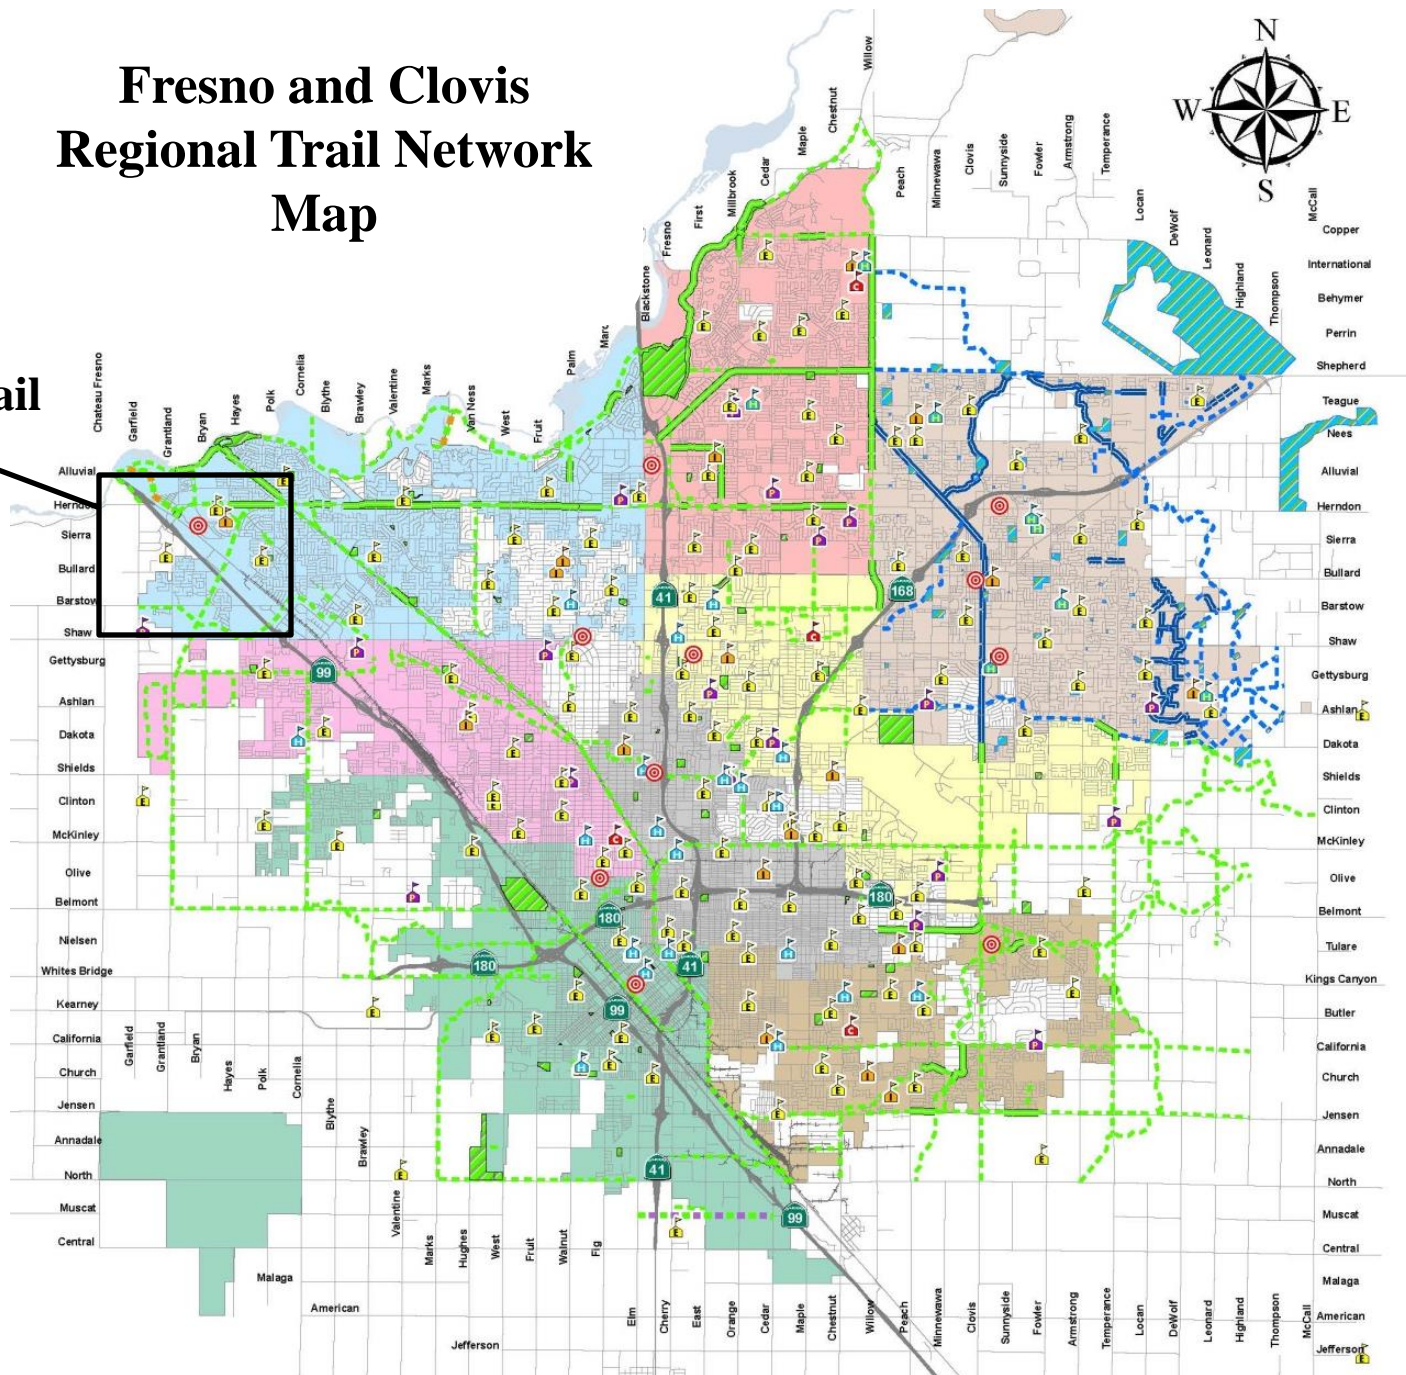 Fresno and Clovis
Regional Trail Network
Map
N
W E
S
ail
Willow
Chestnut
Maple
Cedar
Millbrook
First
Fresno
Blackstone
Peach
Minnewawa
Clovis
Sunnyside
Fowler
Armstrong
Temperance
Locan
DeWolf
Leonard
Highland
Thompson
McCall
Copper
International
Behymer
Perrin
Shepherd
Teague
Nees
Alluvial
Herndon
Sierra
Bullard
Barstow
Shaw
Gettysburg
Ashlan
Dakota
Shields
Clinton
McKinley
Olive
Belmont
Tulare
Kings Canyon
Butler
California
Church
Jensen
Annadale
North
Muscat
Central
Malaga
American
Jefferson
Chateau Fresno
Garfield
Grantland
Bryan
Hayes
Polk
Cornelia
Blythe
Brawley
Valentine
Marks
Van Ness
West
Fruit
Palm
Alluvial
Sierra
Bullard
Barstow
Shaw
Gettysburg
Ashlan
Dakota
Shields
Clinton
McKinley
Olive
Belmont
Nielsen
Whites Bridge
Kearney
California
Church
Jensen
Annadale
North
Muscat
Central
Garfield
Grantland
Bryan
Hayes
Polk
Cornelia
Blythe
Brawley
Valentine
Marks
Hughes
West
Fruit
Walnut
Fig
Malaga
American
Jefferson
Elm
Cherry
East
Orange
Cedar
Maple
Chestnut
Willow
Peach
Minnewawa
Clovis
Sunnyside
Fowler
Armstrong
Temperance
Locan
DeWolf
Leonard
Highland
Thompson
McCall
41
168
99
180
180
180
41
99
41
99